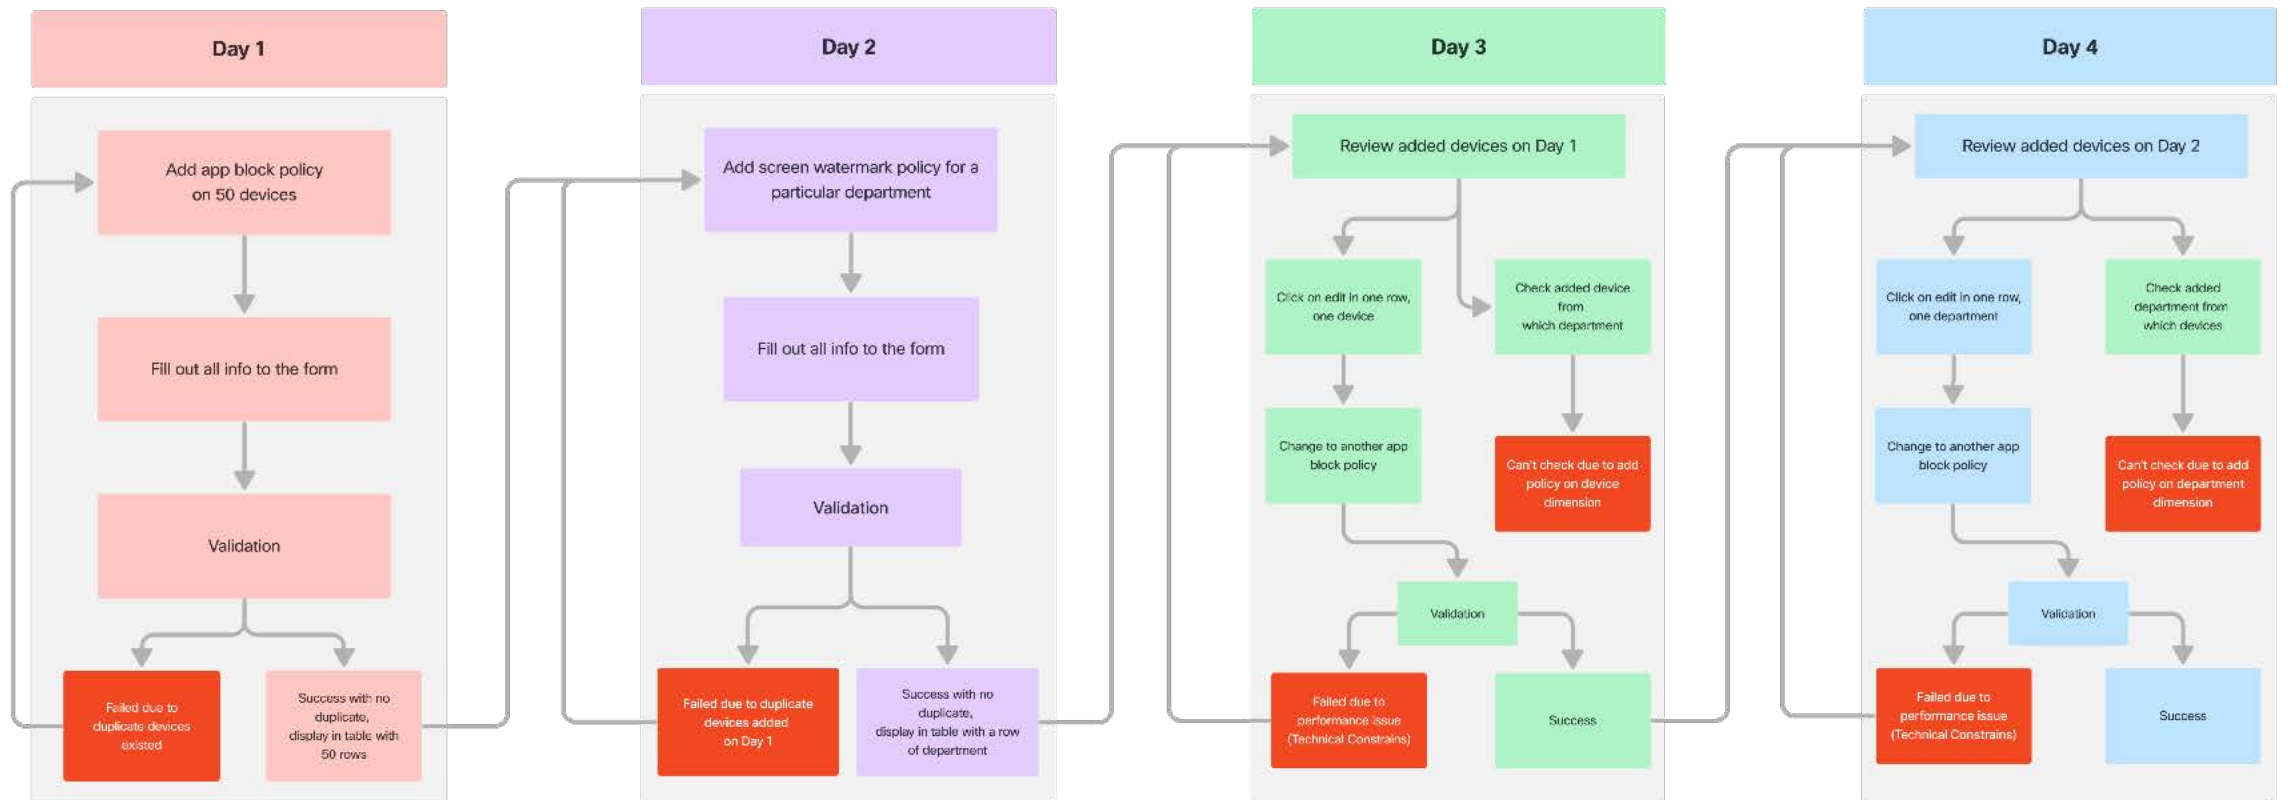 Day 1
Add app block policy
on 50 devices
Fill out all info to the form
Validation
Failed due to
duplicate devices
existed
Success with no
duplicate,
display in table with
50 rows
Day 2
Add screen watermark policy for a
particular department
Fill out all info to the form
Validation
Failed due to duplicate
devices added
on Day 1
Success with no
duplicate,
display in table with a row
of department
Day 3
Review added devices on Day 1
Click on edit in one row,
one device
Check added device
from
which department
Change to another app
block policy
Can't check due to add
policy on device
dimension
Validation
Failed due to
performance issue
(Technical Constrains)
Success
Day 4
Review added devices on Day 2
Click on edit in one row,
one department
Check added
department from
which devices
Change to another app
block policy
Can't check due to add
policy on department
dimension
Validation
Failed due to
performance issue
(Technical Constrains)
Success